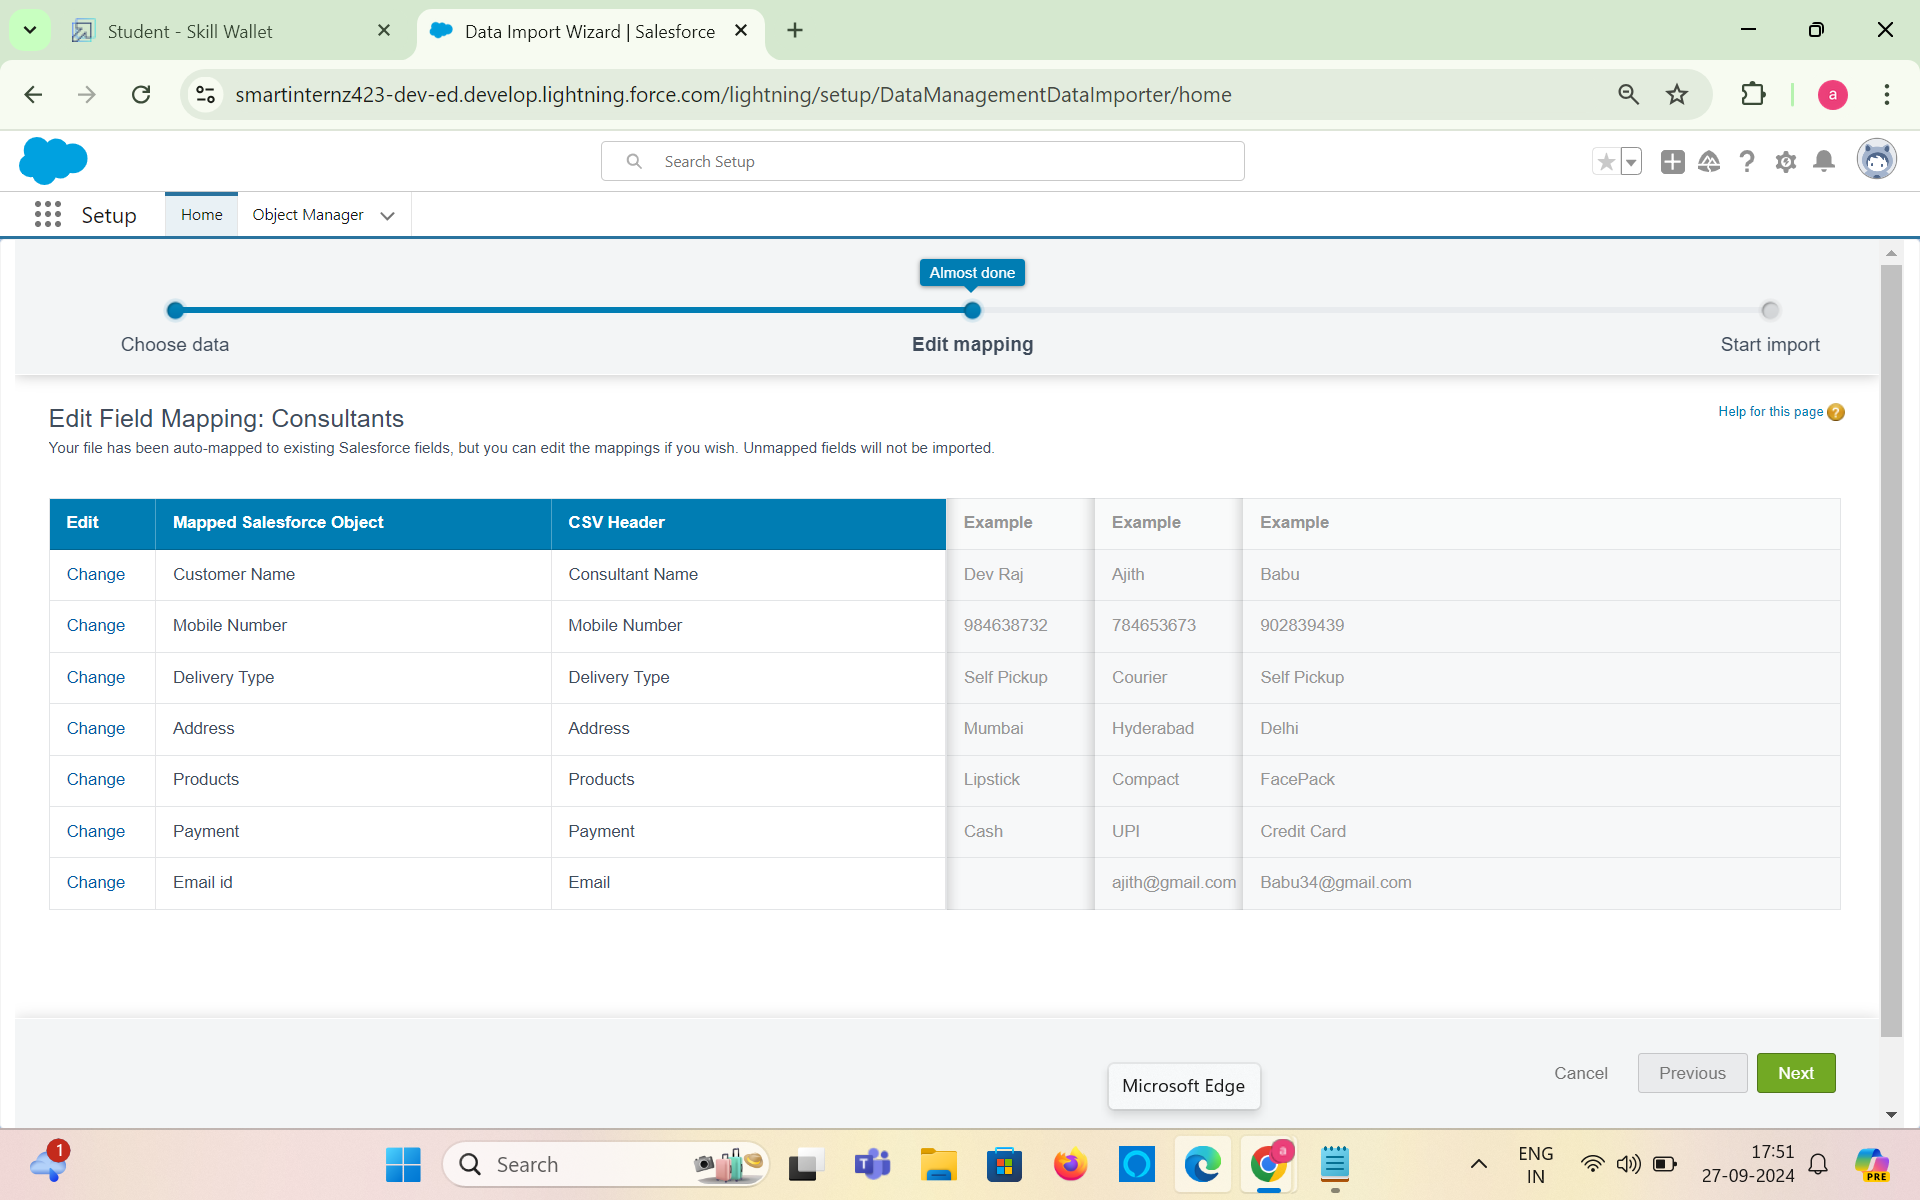 Student - Skill Wallet
Data Import Wizard | Salesforce
smartinternz423-dev-ed.develop.lightning.force.com/lightning/setup/DataManagementDataImporter/home
a
Search Setup
Setup
Home
Object Manager
Almost done
Choose data
Edit mapping
Start import
Edit Field Mapping: Consultants
Help for this page ?
Your file has been auto-mapped to existing Salesforce fields, but you can edit the mappings if you wish. Unmapped fields will not be imported.
Edit Mapped Salesforce Object CSV Header Example Example Example
Change Customer Name Consultant Name Dev Raj Ajith Babu
Change Mobile Number Mobile Number 984638732 784653673 902839439
Change Delivery Type Delivery Type Self Pickup Courier Self Pickup
Change Address Address Mumbai Hyderabad Delhi
Change Products Products Lipstick Compact FacePack
Change Payment Payment Cash UPI Credit Card
Change Email id Email ajith@gmail.com Babu34@gmail.com
Cancel
Previous
Next
Microsoft Edge
1
Search
a
ENG
IN
17:51
27-09-2024
PRE